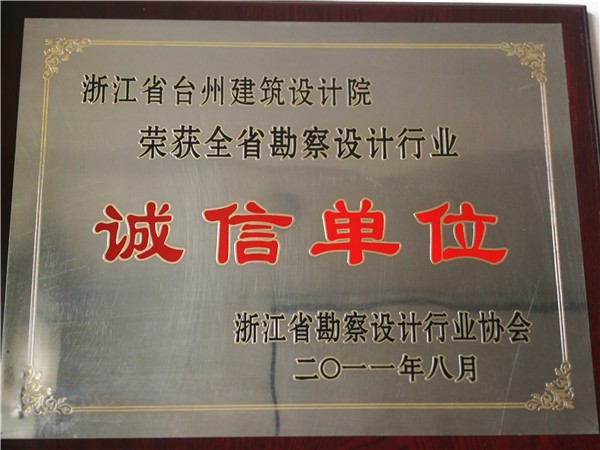 浙江省台州建筑设计院
荣获全省勘察设计行业
诚信单位
浙江省勘察设计行业协会
二〇一一年八月